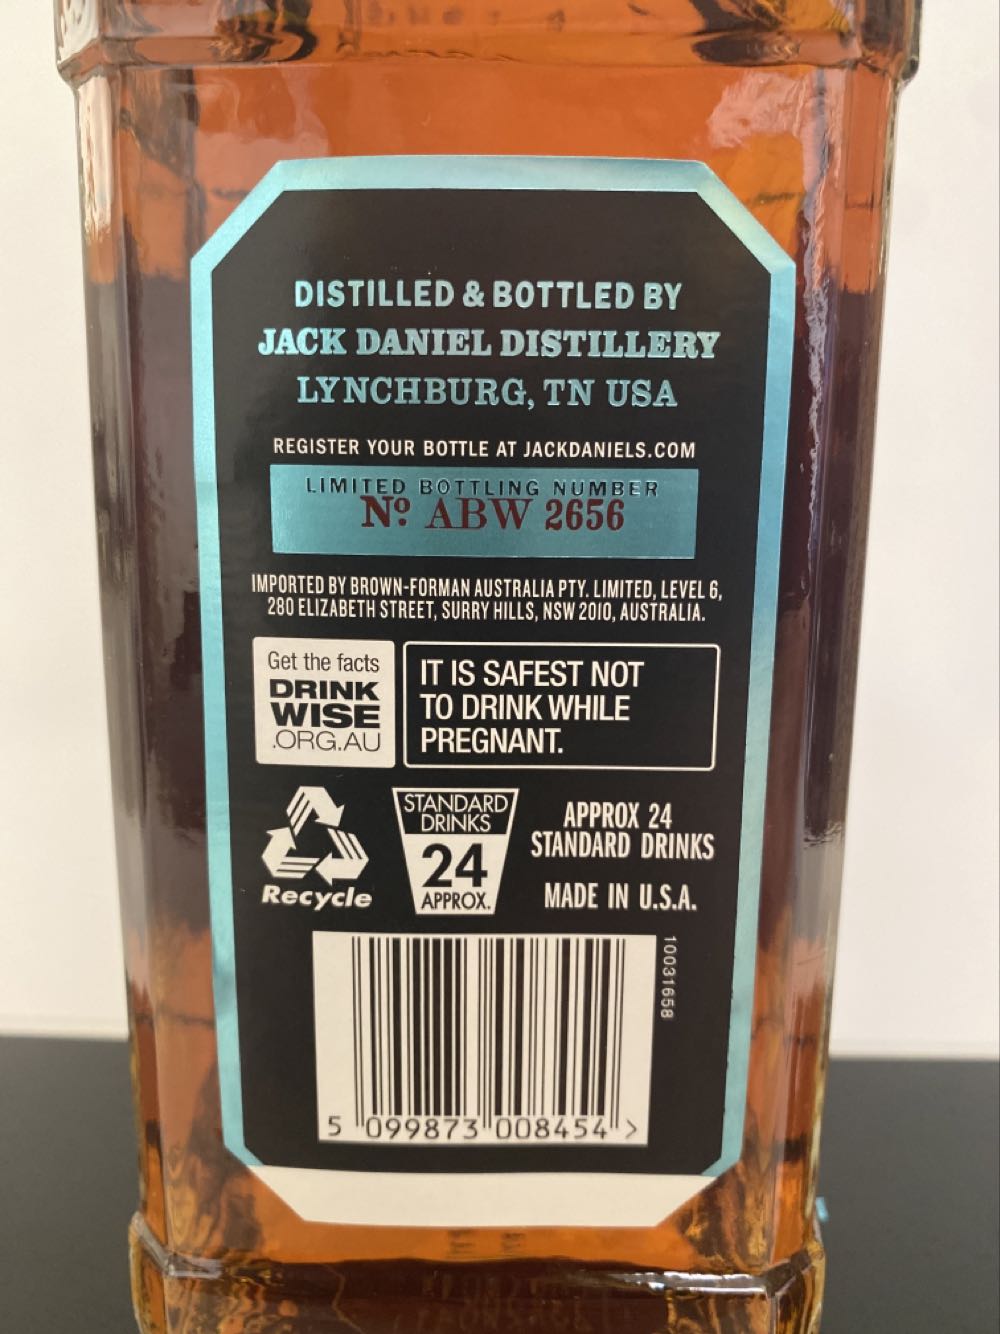 DISTILLED & BOTTLED BY
JACK DANIEL DISTILLERY
LYNCHBURG, TN USA
REGISTER YOUR BOTTLE AT JACKDANIELS.COM
LIMITED BOTTLING NUMBER
Nº ABW 2656
IMPORTED BY BROWN-FORMAN AUSTRALIA PTY. LIMITED, LEVEL 6,
280 ELIZABETH STREET, SURRY HILLS, NSW 2010, AUSTRALIA.
Get the facts
DRINK
WISE
.ORG.AU
IT IS SAFEST NOT
TO DRINK WHILE
PREGNANT.
Recycle
STANDARD
DRINKS
24
APPROX.
APPROX 24
STANDARD DRINKS
MADE IN U.S.A.
10031658
5 099873 008454 >